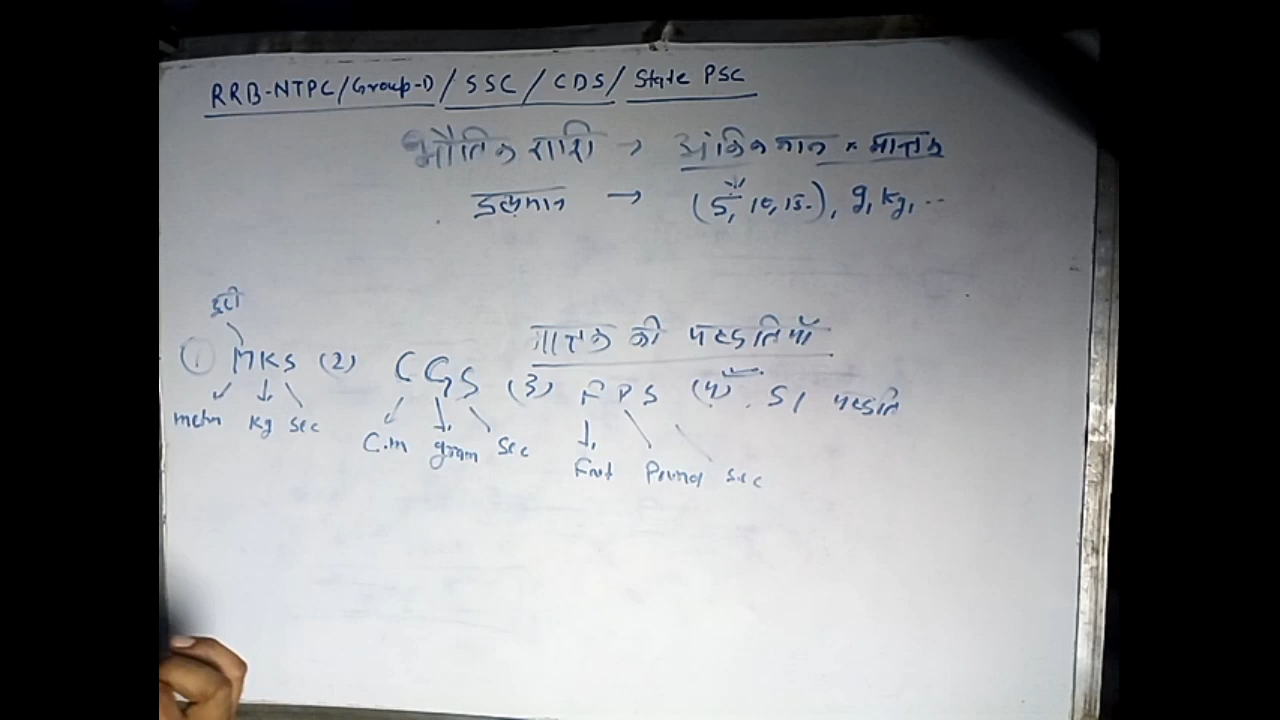 RRB-NTPC/Group-D/SSC/CDS/State PSC
भौतिक राशि → अंकिक मान × मात्रक
द्रव्यमान → (5, 10, 15..), g, kg, ...
दूरी
मात्रक की पद्धतियाँ
(1) MKS (2) CGS (3) FPS (4) SI पद्धति
metre kg sec C.m gram Sec Foot Pound sec